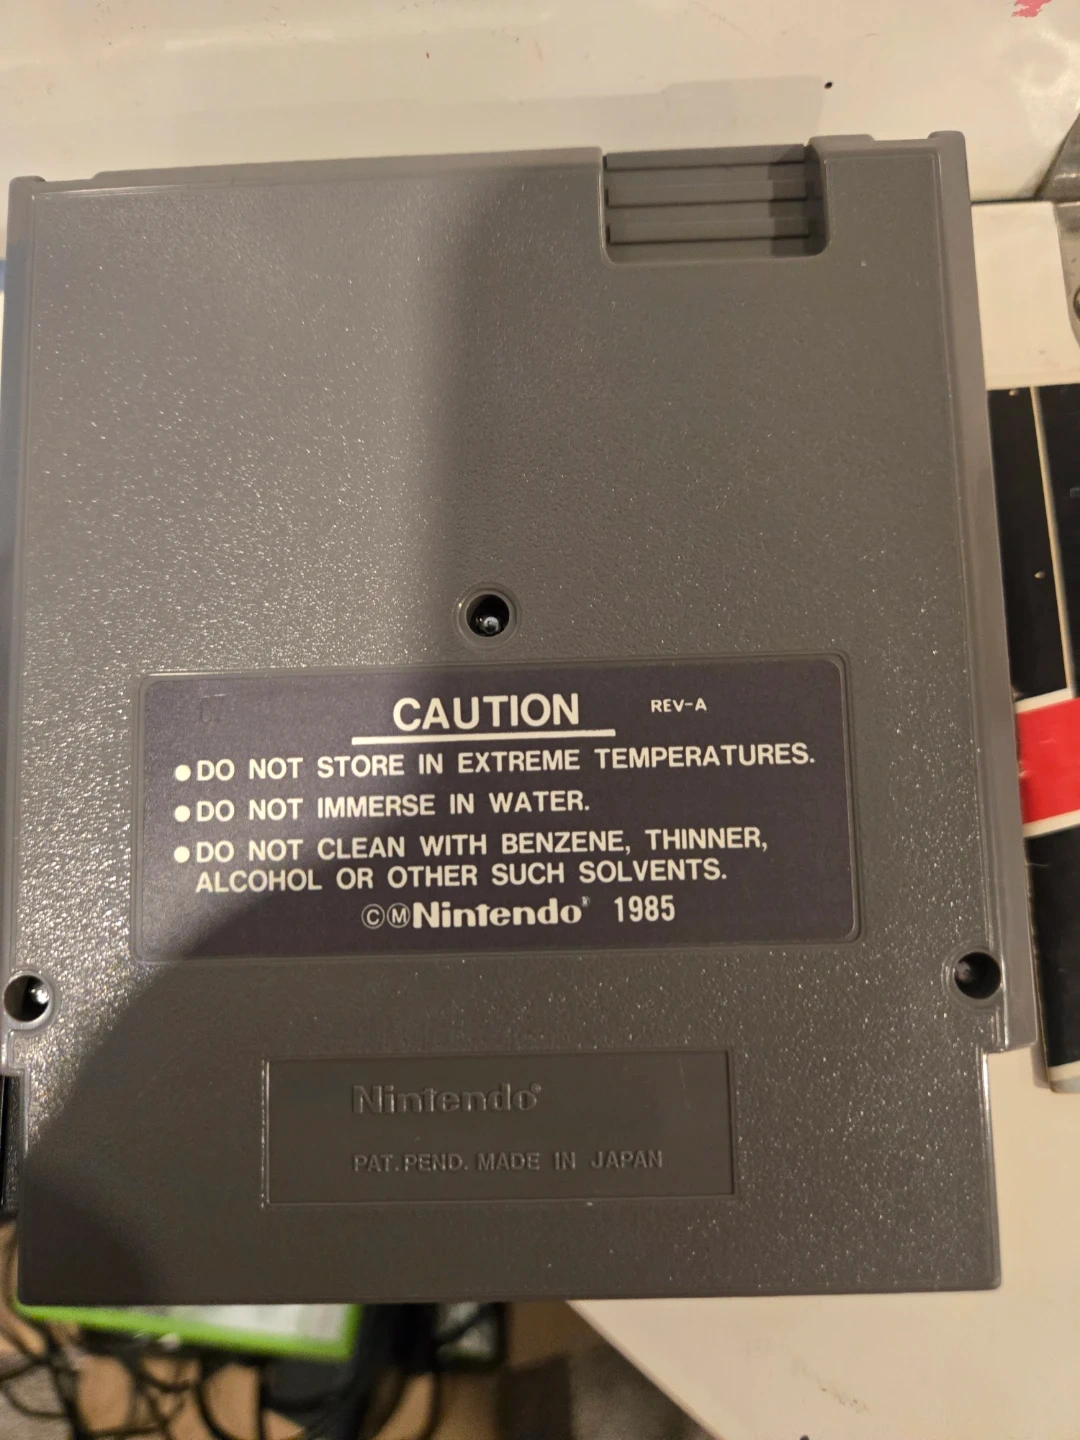 CAUTION REV-A
●DO NOT STORE IN EXTREME TEMPERATURES.
●DO NOT IMMERSE IN WATER.
●DO NOT CLEAN WITH BENZENE, THINNER,
ALCOHOL OR OTHER SUCH SOLVENTS.
ⒸⓂNintendo® 1985
Nintendo®
PAT. PEND. MADE IN JAPAN